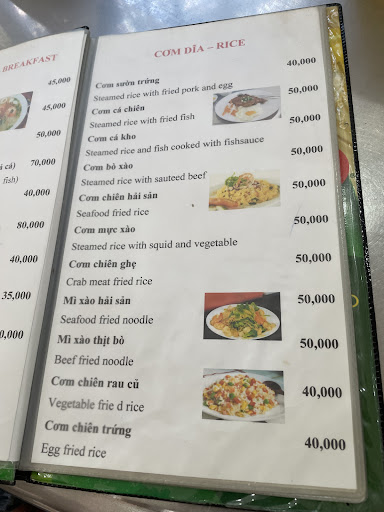 BREAKFAST
45,000
45,000
50,000
cá) 70,000
fish)
40,000
80,000
40,000
35,000
0,000
CƠM DĨA – RICE
Cơm sườn trứng 40,000
Steamed rice with fried pork and egg
Cơm cá chiên 50,000
Steamed rice with fried fish
Cơm cá kho 50,000
Steamed rice and fish cooked with fishsauce
Cơm bò xào 50,000
Steamed rice with sauteed beef
Cơm chiên hải sản 50,000
Seafood fried rice
Cơm mực xào 50,000
Steamed rice with squid and vegetable
Cơm chiên ghẹ 50,000
Crab meat fried rice
Mì xào hải sản 50,000
Seafood fried noodle
Mì xào thịt bò 50,000
Beef fried noodle
Cơm chiên rau củ 40,000
Vegetable frie d rice
Cơm chiên trứng 40,000
Egg fried rice